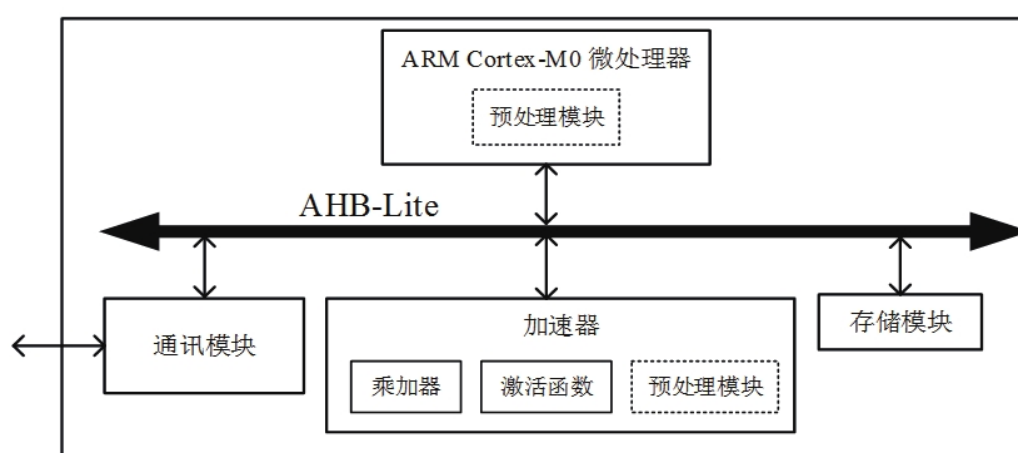 ARM Cortex-M0 微处理器
预处理模块
AHB-Lite
通讯模块
加速器
乘加器
激活函数
预处理模块
存储模块